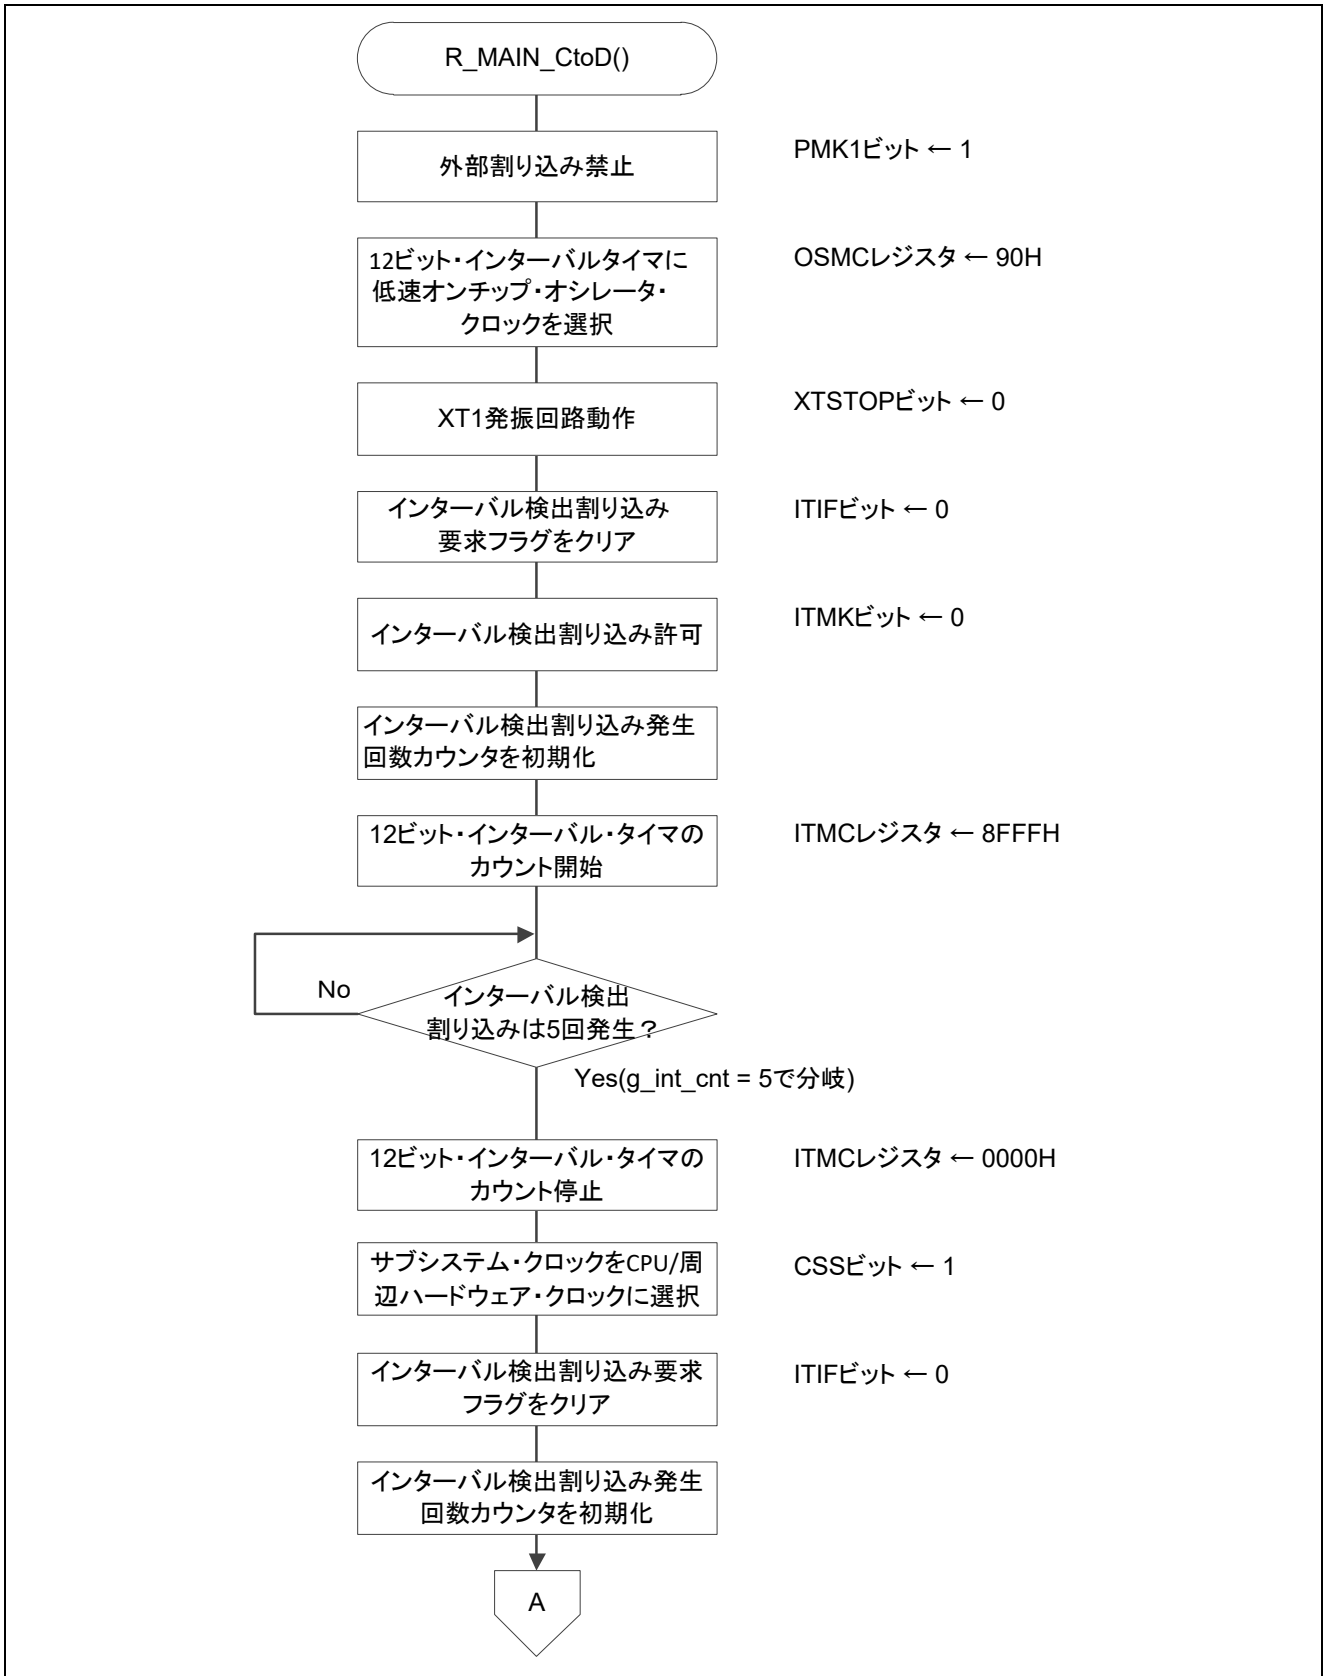 R_MAIN_CtoD()
外部割り込み禁止
PMK1ビット ← 1
12ビット・インターバルタイマに
低速オンチップ・オシレータ・
クロックを選択
OSMCレジスタ ← 90H
XT1発振回路動作
XTSTOPビット ← 0
インターバル検出割り込み
要求フラグをクリア
ITIFビット ← 0
インターバル検出割り込み許可
ITMKビット ← 0
インターバル検出割り込み発生
回数カウンタを初期化
12ビット・インターバル・タイマの
カウント開始
ITMCレジスタ ← 8FFFH
No
インターバル検出
割り込みは5回発生？
Yes(g_int_cnt = 5で分岐)
12ビット・インターバル・タイマの
カウント停止
ITMCレジスタ ← 0000H
サブシステム・クロックをCPU/周
辺ハードウェア・クロックに選択
CSSビット ← 1
インターバル検出割り込み要求
フラグをクリア
ITIFビット ← 0
インターバル検出割り込み発生
回数カウンタを初期化
A